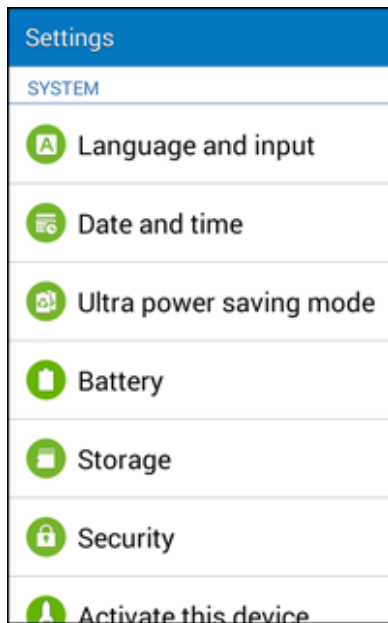 Settings
SYSTEM
A
Language and input
Date and time
Ultra power saving mode
Battery
Storage
Security
Activate this device